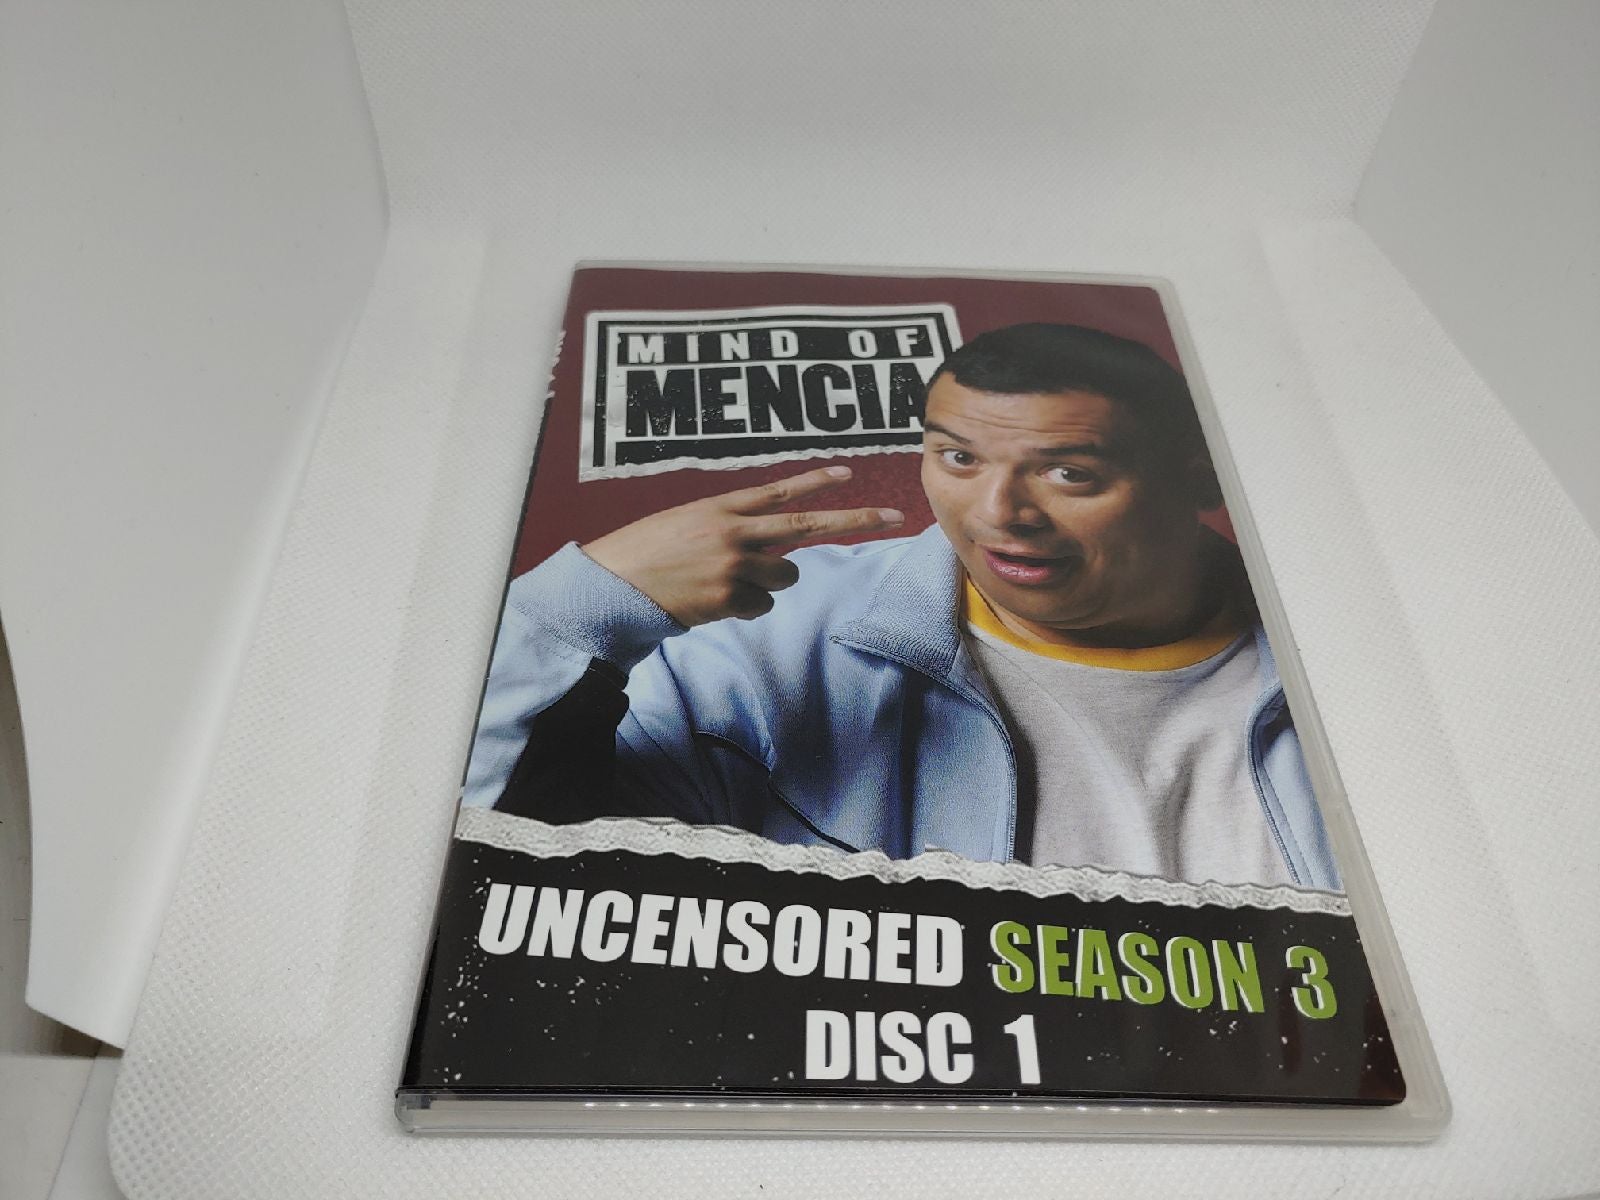 MIND OF
MENCIA
UNCENSORED SEASON 3
DISC 1